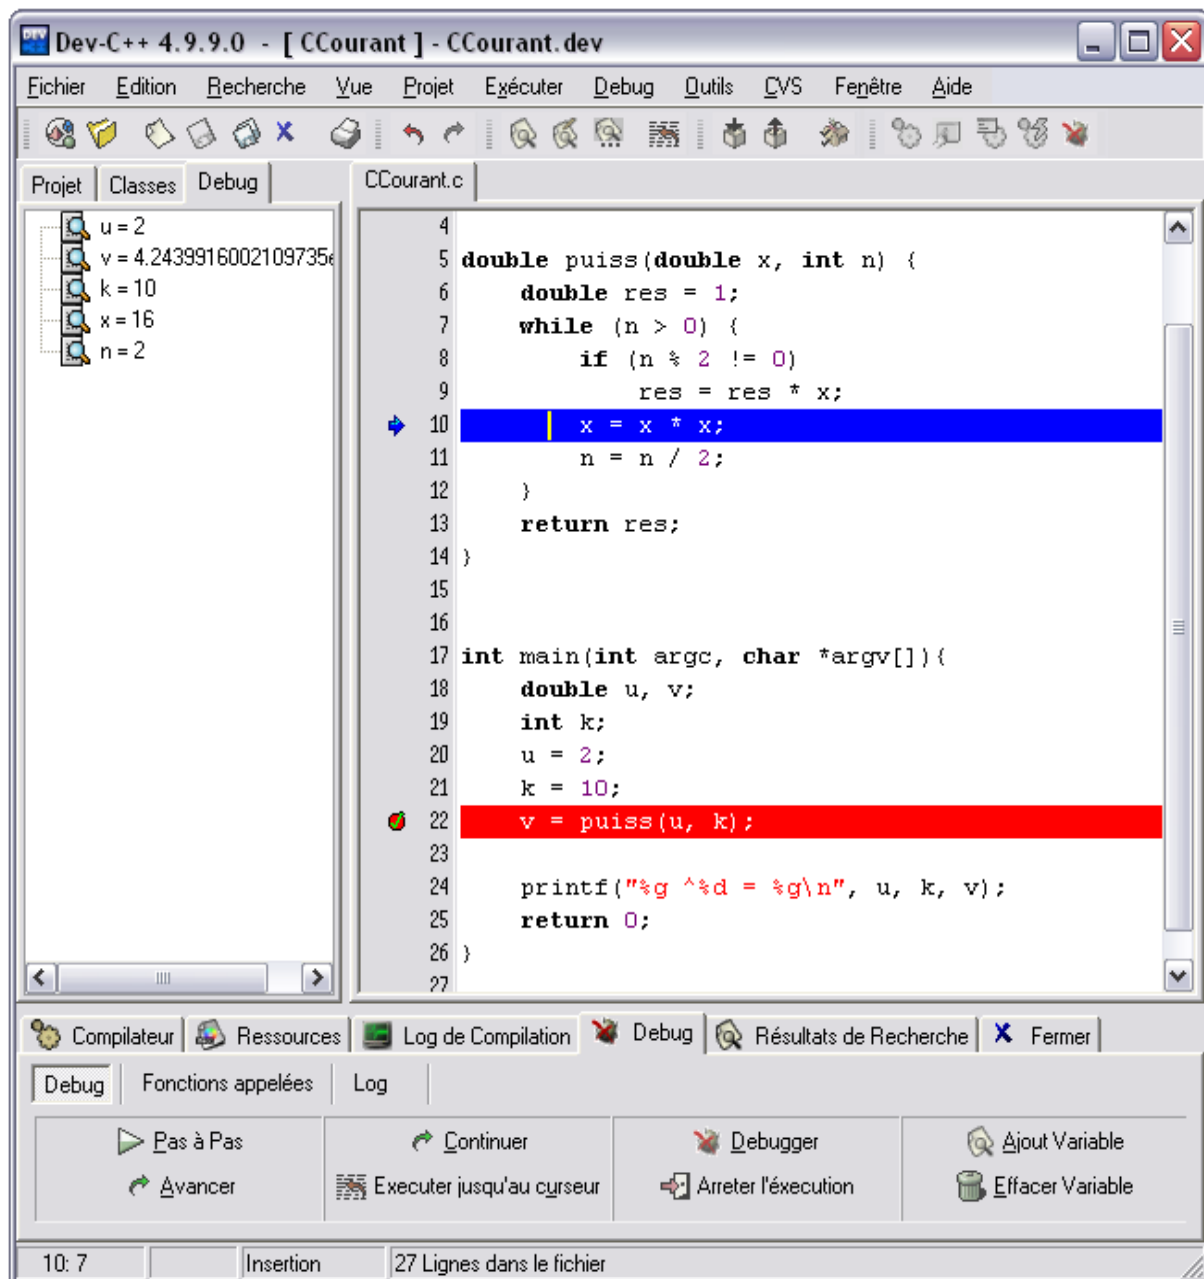 Dev-C++ 4.9.9.0 - [ CCourant ] - CCourant.dev
Fichier Edition Recherche Vue Projet Exécuter Debug Outils CVS Fenêtre Aide
Projet Classes Debug
CCourant.c
u = 2
v = 4.2439916002109735e
k = 10
x = 16
n = 2
4
5 double puiss(double x, int n) {
6 double res = 1;
7 while (n > 0) {
8 if (n % 2 != 0)
9 res = res * x;
10 x = x * x;
11 n = n / 2;
12 }
13 return res;
14 }
15
16
17 int main(int argc, char *argv[]){
18 double u, v;
19 int k;
20 u = 2;
21 k = 10;
22 v = puiss(u, k);
23
24 printf("%g ^%d = %g\n", u, k, v);
25 return 0;
26 }
27
Compilateur Ressources Log de Compilation Debug Résultats de Recherche Fermer
Debug Fonctions appelées Log
Pas à Pas Continuer Debugger Ajout Variable
Avancer Executer jusqu'au curseur Arreter l'éxecution Effacer Variable
10: 7 Insertion 27 Lignes dans le fichier